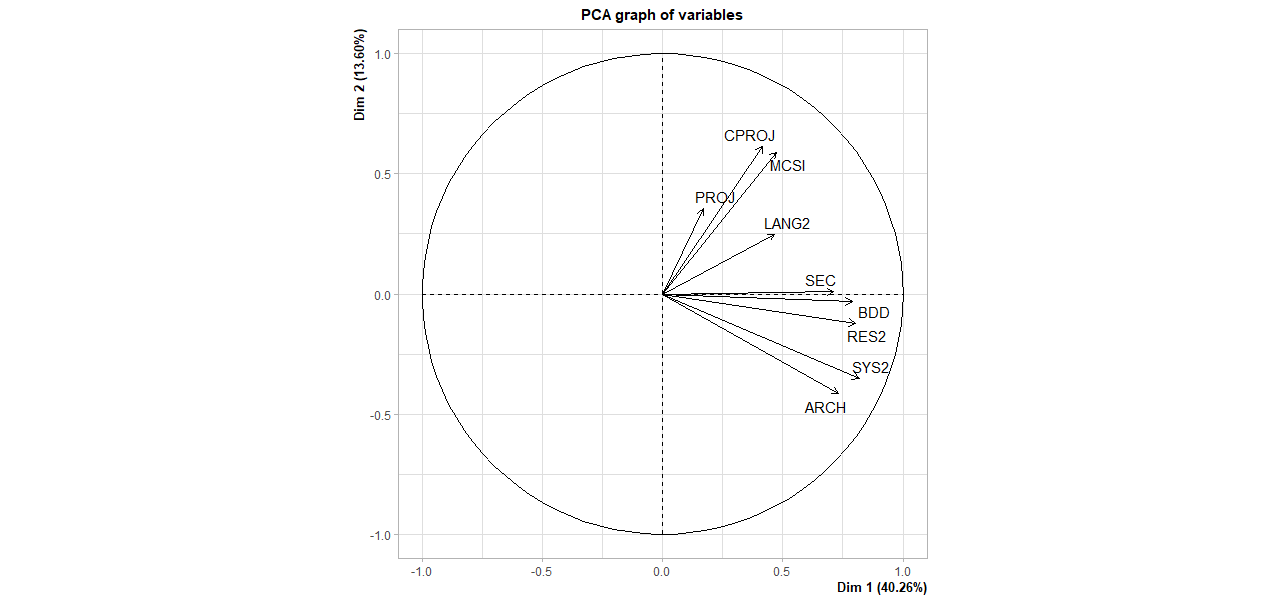 PCA graph of variables
Dim 2 (13.60%)
1.0
0.5
0.0
-0.5
-1.0
CPROJ
MCSI
PROJ
LANG2
SEC
BDD
RES2
SYS2
ARCH
-1.0 -0.5 0.0 0.5 1.0
Dim 1 (40.26%)